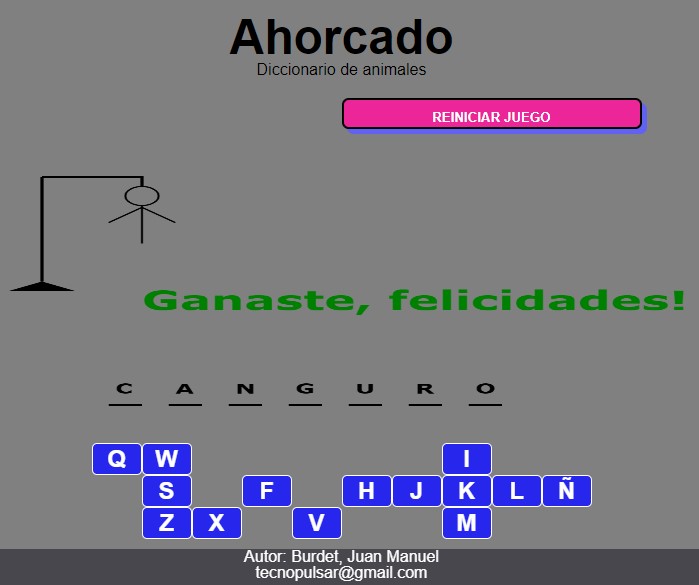 Ahorcado
Diccionario de animales
REINICIAR JUEGO
Ganaste, felicidades!
C A N G U R O
Q W I
S F H J K L Ñ
Z X V M
Autor: Burdet, Juan Manuel
tecnopulsar@gmail.com